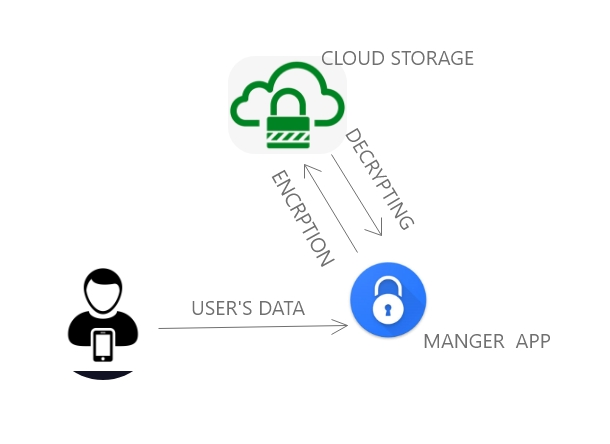 CLOUD STORAGE
DECRYPTING
ENCRPTION
USER'S DATA
MANGER APP